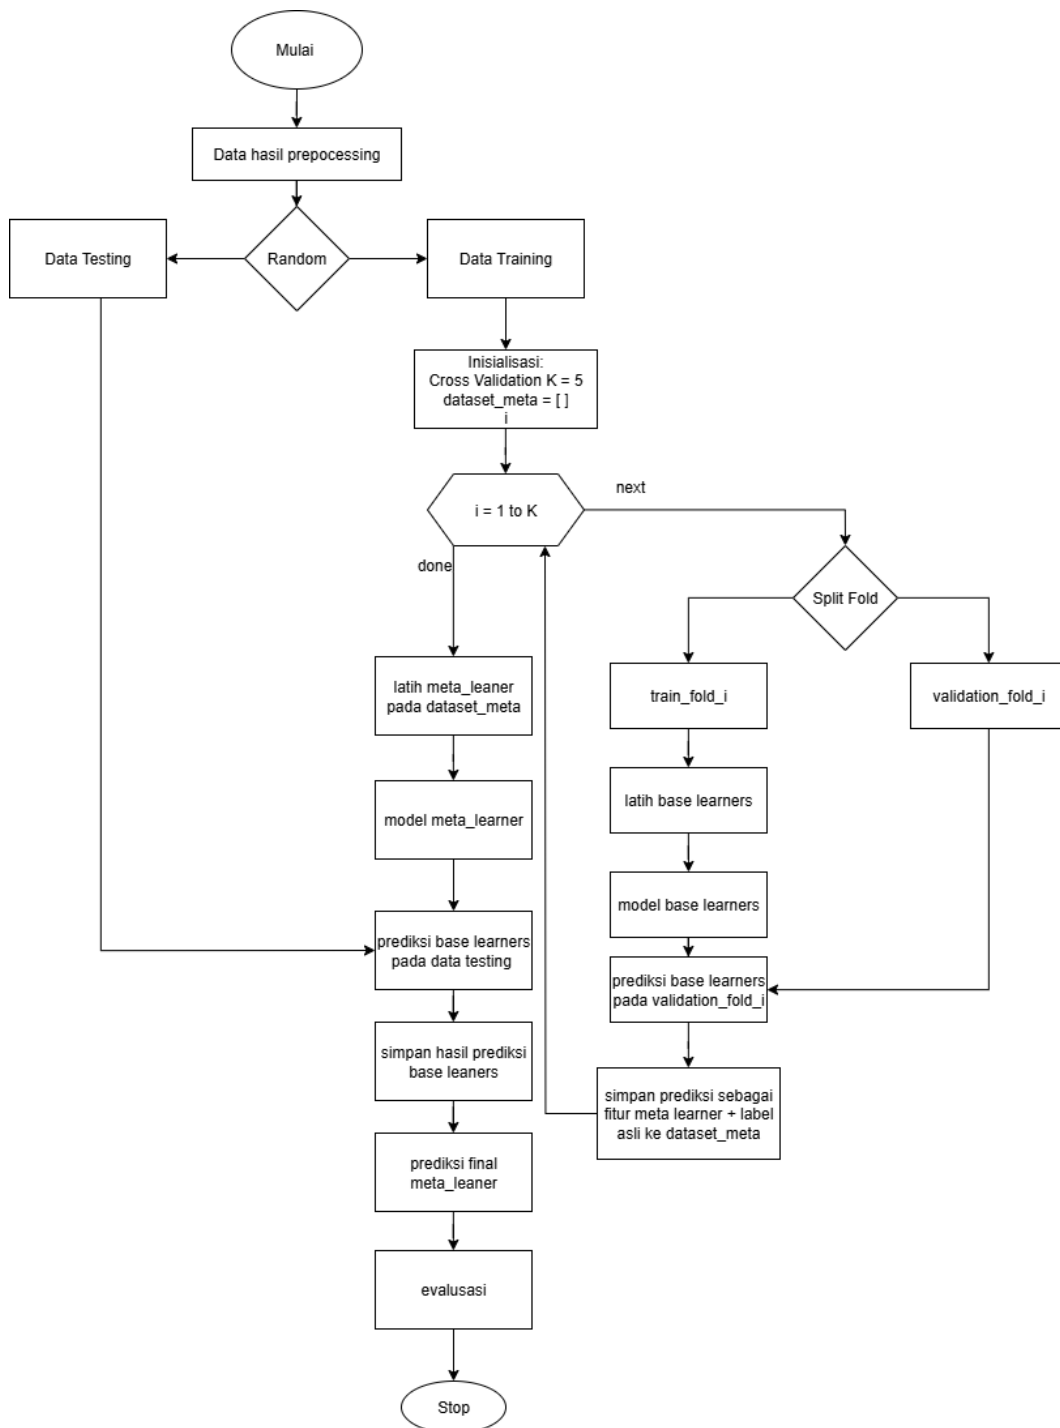 Mulai
Data hasil prepocessing
Data Testing
Random
Data Training
Inisialisasi:
Cross Validation K = 5
dataset_meta = [ ]
i
i = 1 to K
next
done
Split Fold
train_fold_i
validation_fold_i
latih meta_leaner
pada dataset_meta
latih base learners
model meta_learner
model base learners
prediksi base learners
pada data testing
prediksi base learners
pada validation_fold_i
simpan hasil prediksi
base leaners
simpan prediksi sebagai
fitur meta learner + label
asli ke dataset_meta
prediksi final
meta_leaner
evalusasi
Stop